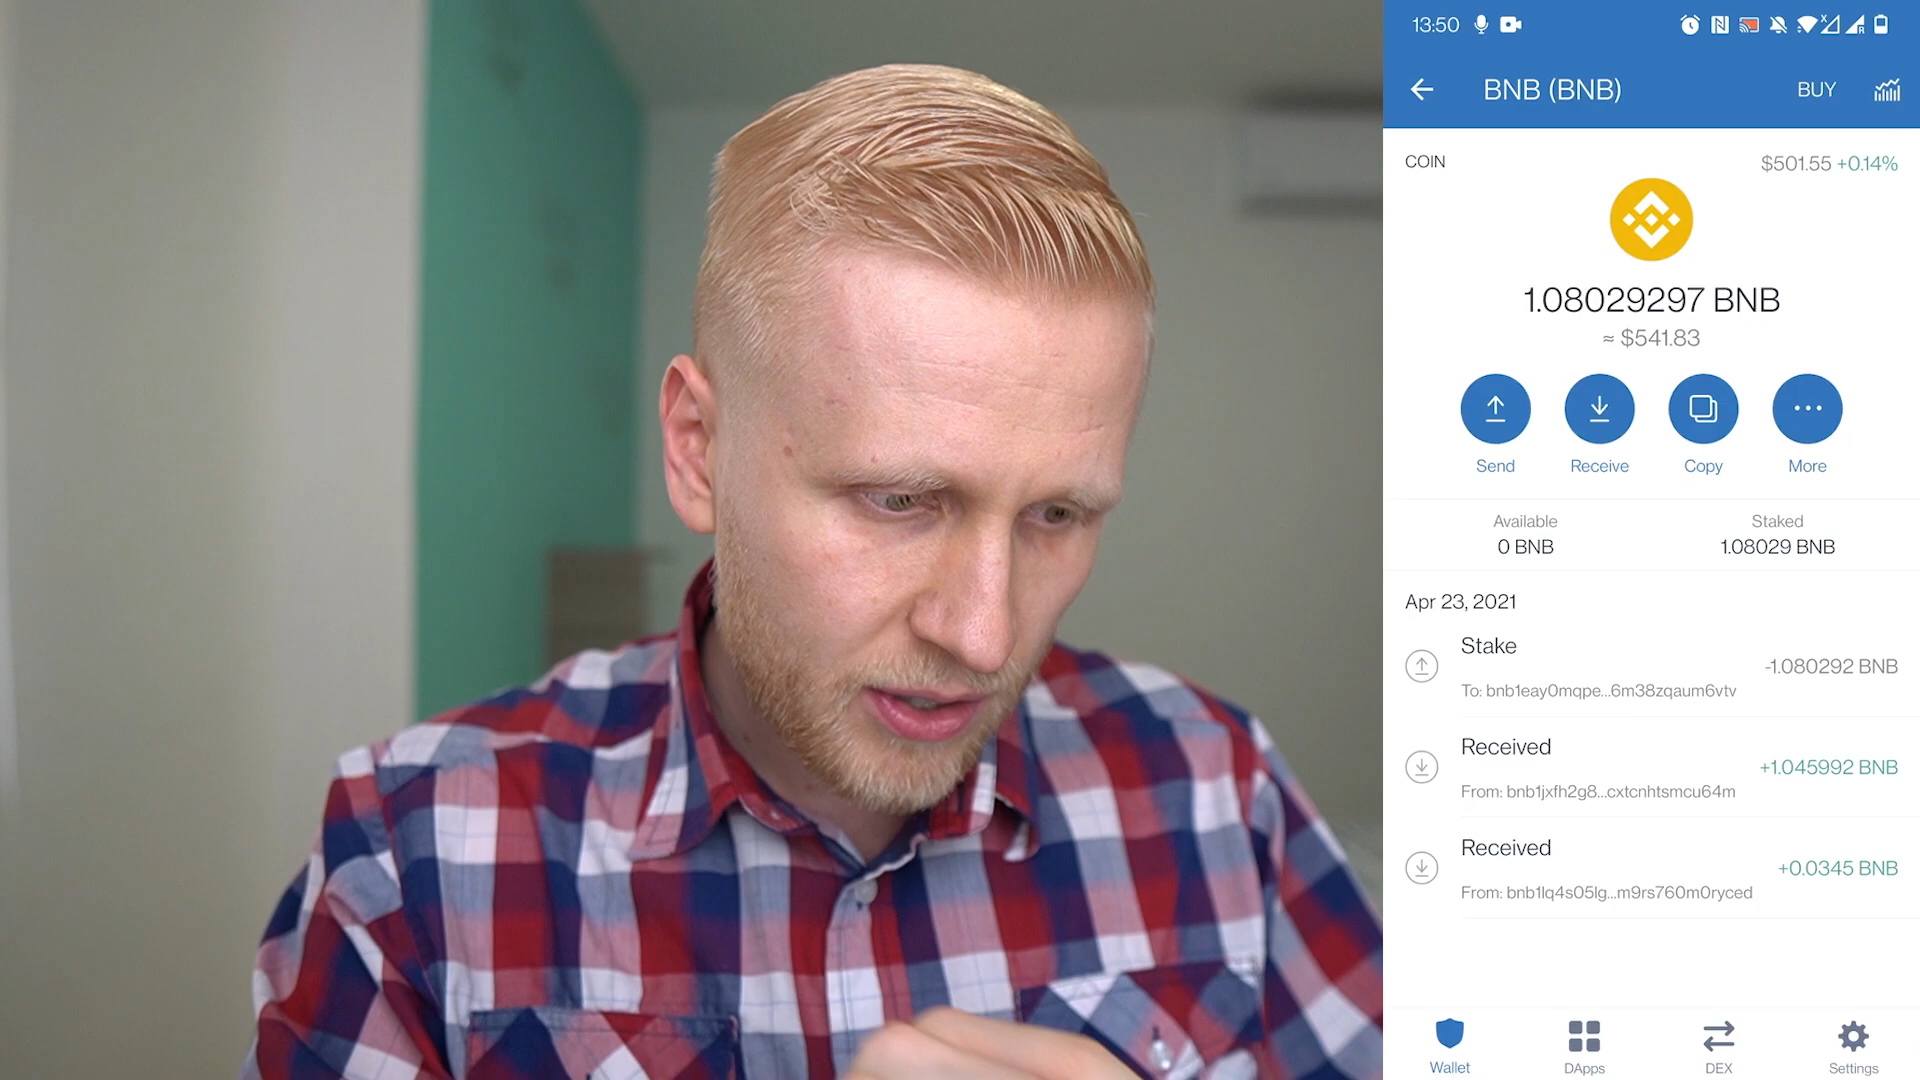 13:50
BNB (BNB)
BUY
COIN
$501.55 +0.14%
1.08029297 BNB
≈ $541.83
Send
Receive
Copy
More
Available
Staked
0 BNB
1.08029 BNB
Apr 23, 2021
Stake
-1.080292 BNB
To: bnb1eay0mqpe...6m38zqaum6vtv
Received
+1.045992 BNB
From: bnb1jxfh2g8...cxtcnhtsmcu64m
Received
+0.0345 BNB
From: bnb1lq4s05lg...m9rs760m0ryced
Wallet
DApps
DEX
Settings